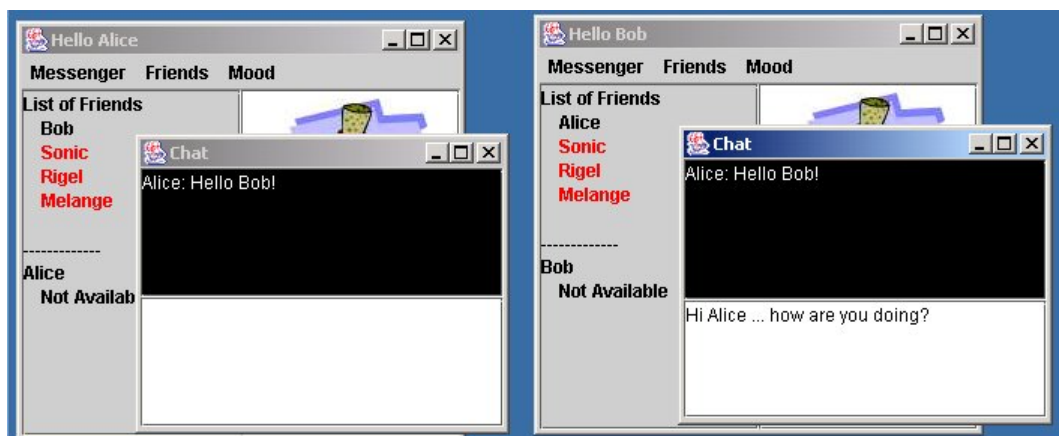 Hello Alice
Messenger Friends Mood
List of Friends
Bob
Sonic
Rigel
Melange
------------
Alice
Not Availab
Chat
Alice: Hello Bob!
Hello Bob
Messenger Friends Mood
List of Friends
Alice
Sonic
Rigel
Melange
------------
Bob
Not Available
Chat
Alice: Hello Bob!
Hi Alice ... how are you doing?